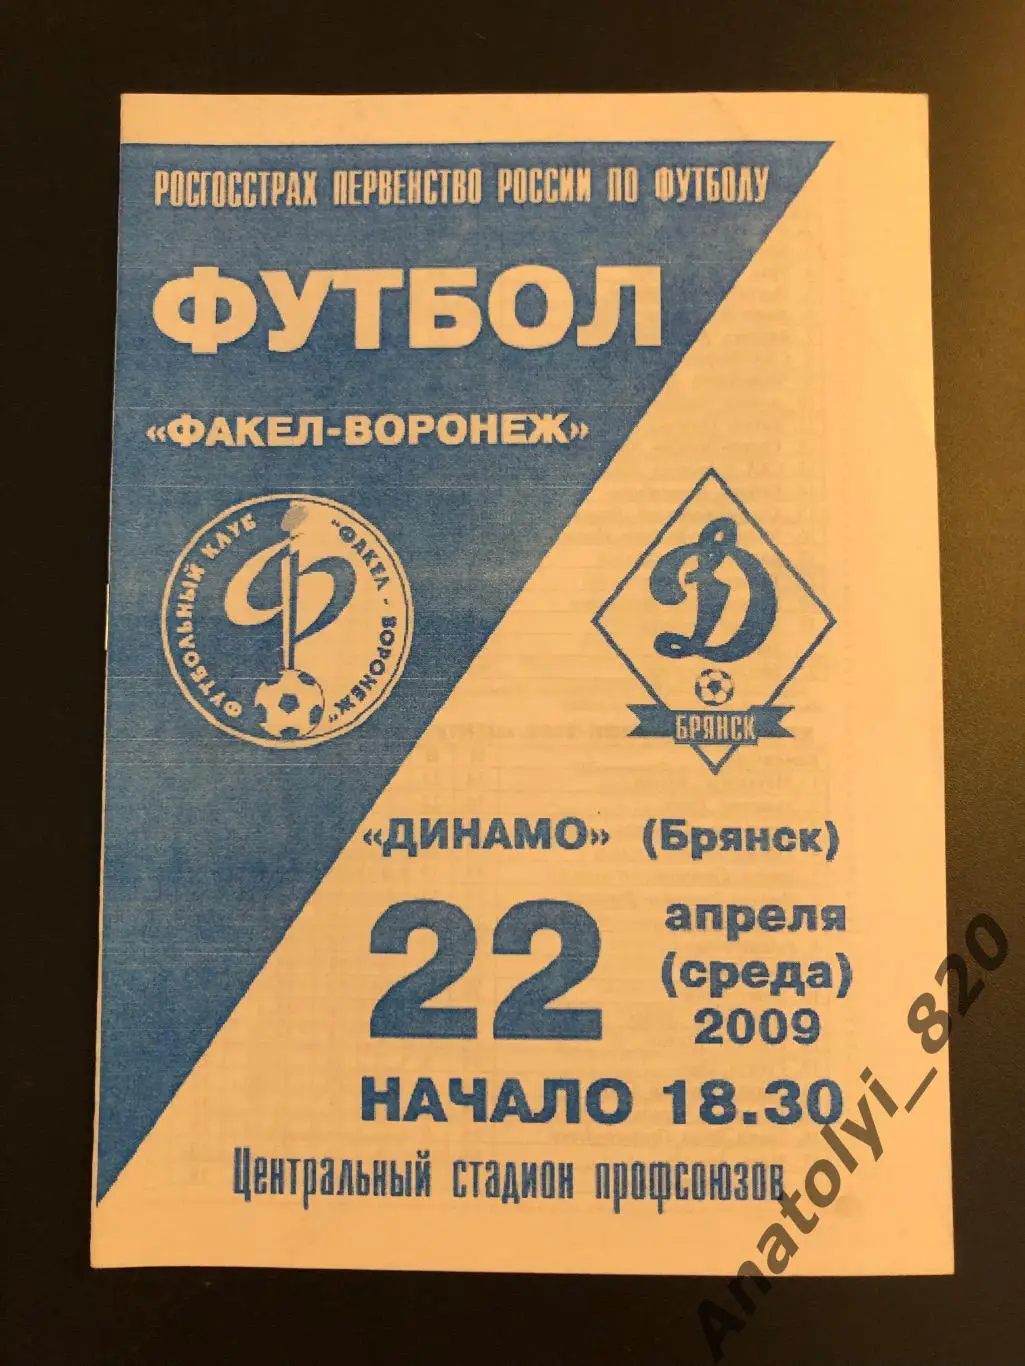 РОСГОССТРАХ ПЕРВЕНСТВО РОССИИ ПО ФУТБОЛУ
ФУТБОЛ
«ФАКЕЛ-ВОРОНЕЖ»
ФУТБОЛЬНЫЙ КЛУБ "ФАКЕЛ - ВОРОНЕЖ"
Ф
Д
БРЯНСК
«ДИНАМО» (Брянск)
22 апреля
(среда)
2009
НАЧАЛО 18.30
Центральный стадион профсоюзов
Anatolyi_820